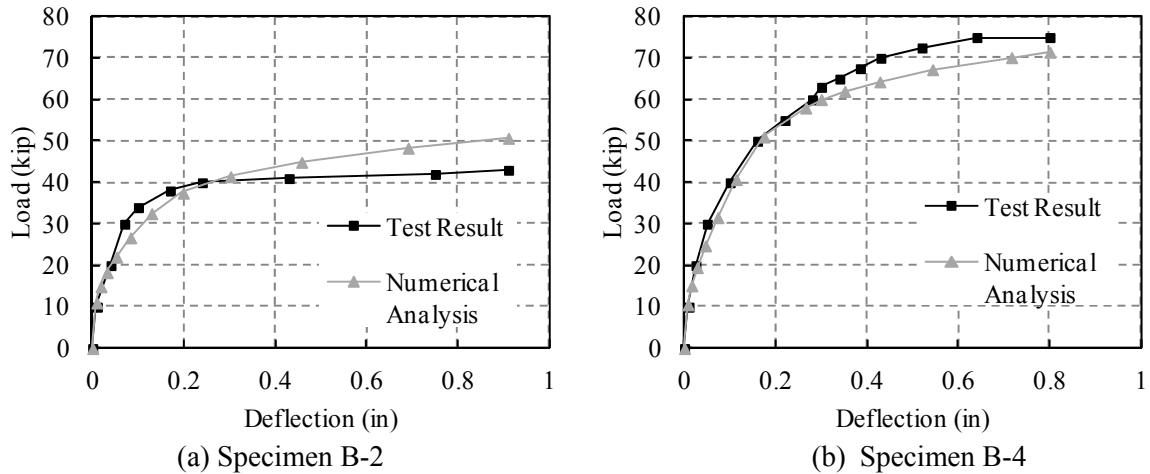 80
70
60
50
40
30
20
10
0
Load (kip)
0 0.2 0.4 0.6 0.8 1
Deflection (in)
Test Result
Numerical
Analysis
(a) Specimen B-2
80
70
60
50
40
30
20
10
0
Load (kip)
0 0.2 0.4 0.6 0.8 1
Deflection (in)
Test Result
Numerical
Analysis
(b) Specimen B-4